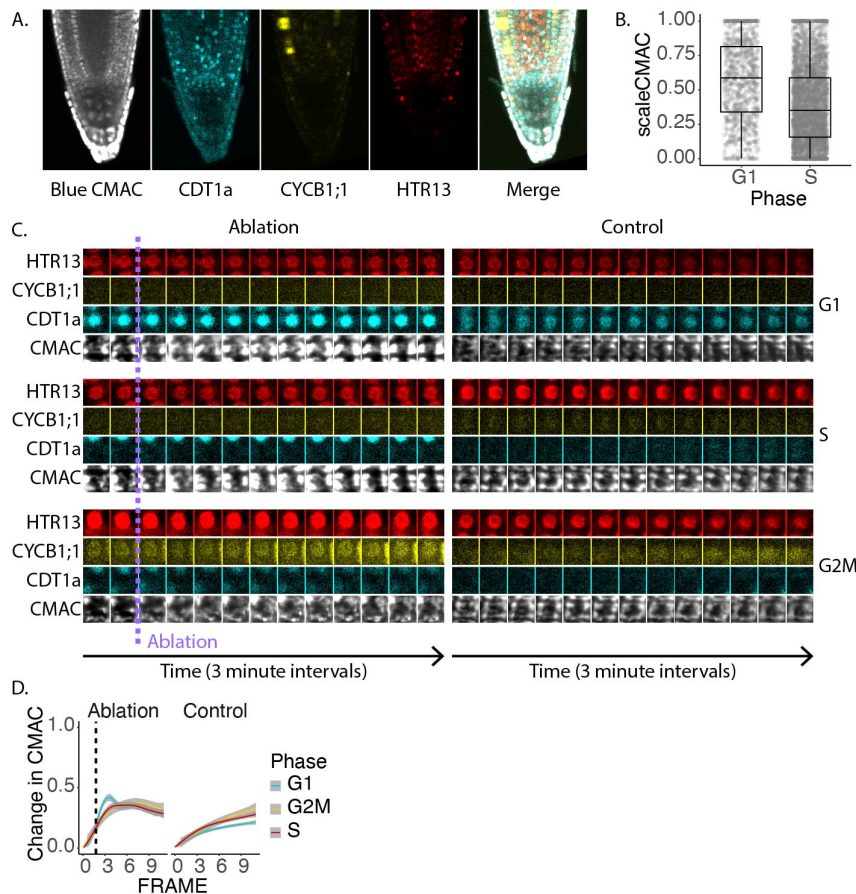 A.
Blue CMAC CDT1a CYCB1;1 HTR13 Merge
B.
scaleCMAC
1.00
0.75
0.50
0.25
0.00
G1 S
Phase
C.
Ablation Control
HTR13
CYCB1;1
CDT1a
CMAC
G1
HTR13
CYCB1;1
CDT1a
CMAC
S
HTR13
CYCB1;1
CDT1a
CMAC
G2M
Ablation
Time (3 minute intervals) Time (3 minute intervals)
D.
Ablation Control
Change in CMAC
1.0
0.5
0.0
0 3 6 9 0 3 6 9
FRAME
Phase
G1
G2M
S